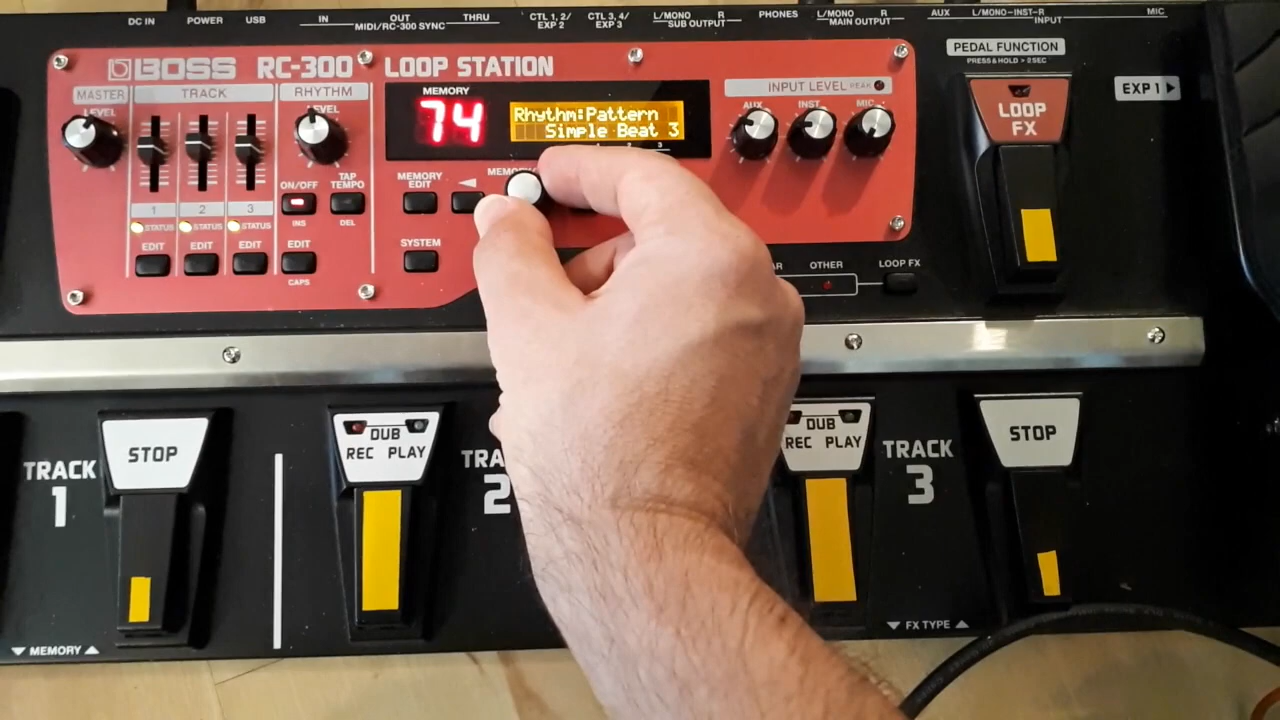 DC IN POWER USB IN OUT THRU CTL 1, 2/ CTL 3, 4/ L/MONO R PHONES L/MONO R AUX L/MONO-INST-R MIC
MIDI/RC-300 SYNC EXP 2 EXP 3 SUB OUTPUT MAIN OUTPUT INPUT
BOSS RC-300 LOOP STATION
PEDAL FUNCTION
PRESS & HOLD > 2 SEC
MASTER TRACK RHYTHM
LEVEL LEVEL
MEMORY
74
Rhythm:Pattern
Simple Beat 3
1 2 3
INPUT LEVEL PEAK
AUX INST MIC
LOOP
FX
EXP 1
ON/OFF
INS
TAP
TEMPO
DEL
MEMORY
EDIT
1 2 3
STATUS STATUS STATUS
EDIT EDIT EDIT EDIT
CAPS
SYSTEM
OTHER LOOP FX
TRACK
1
STOP
DUB
REC PLAY
2
DUB
REC PLAY
TRACK
3
STOP
MEMORY
FX TYPE